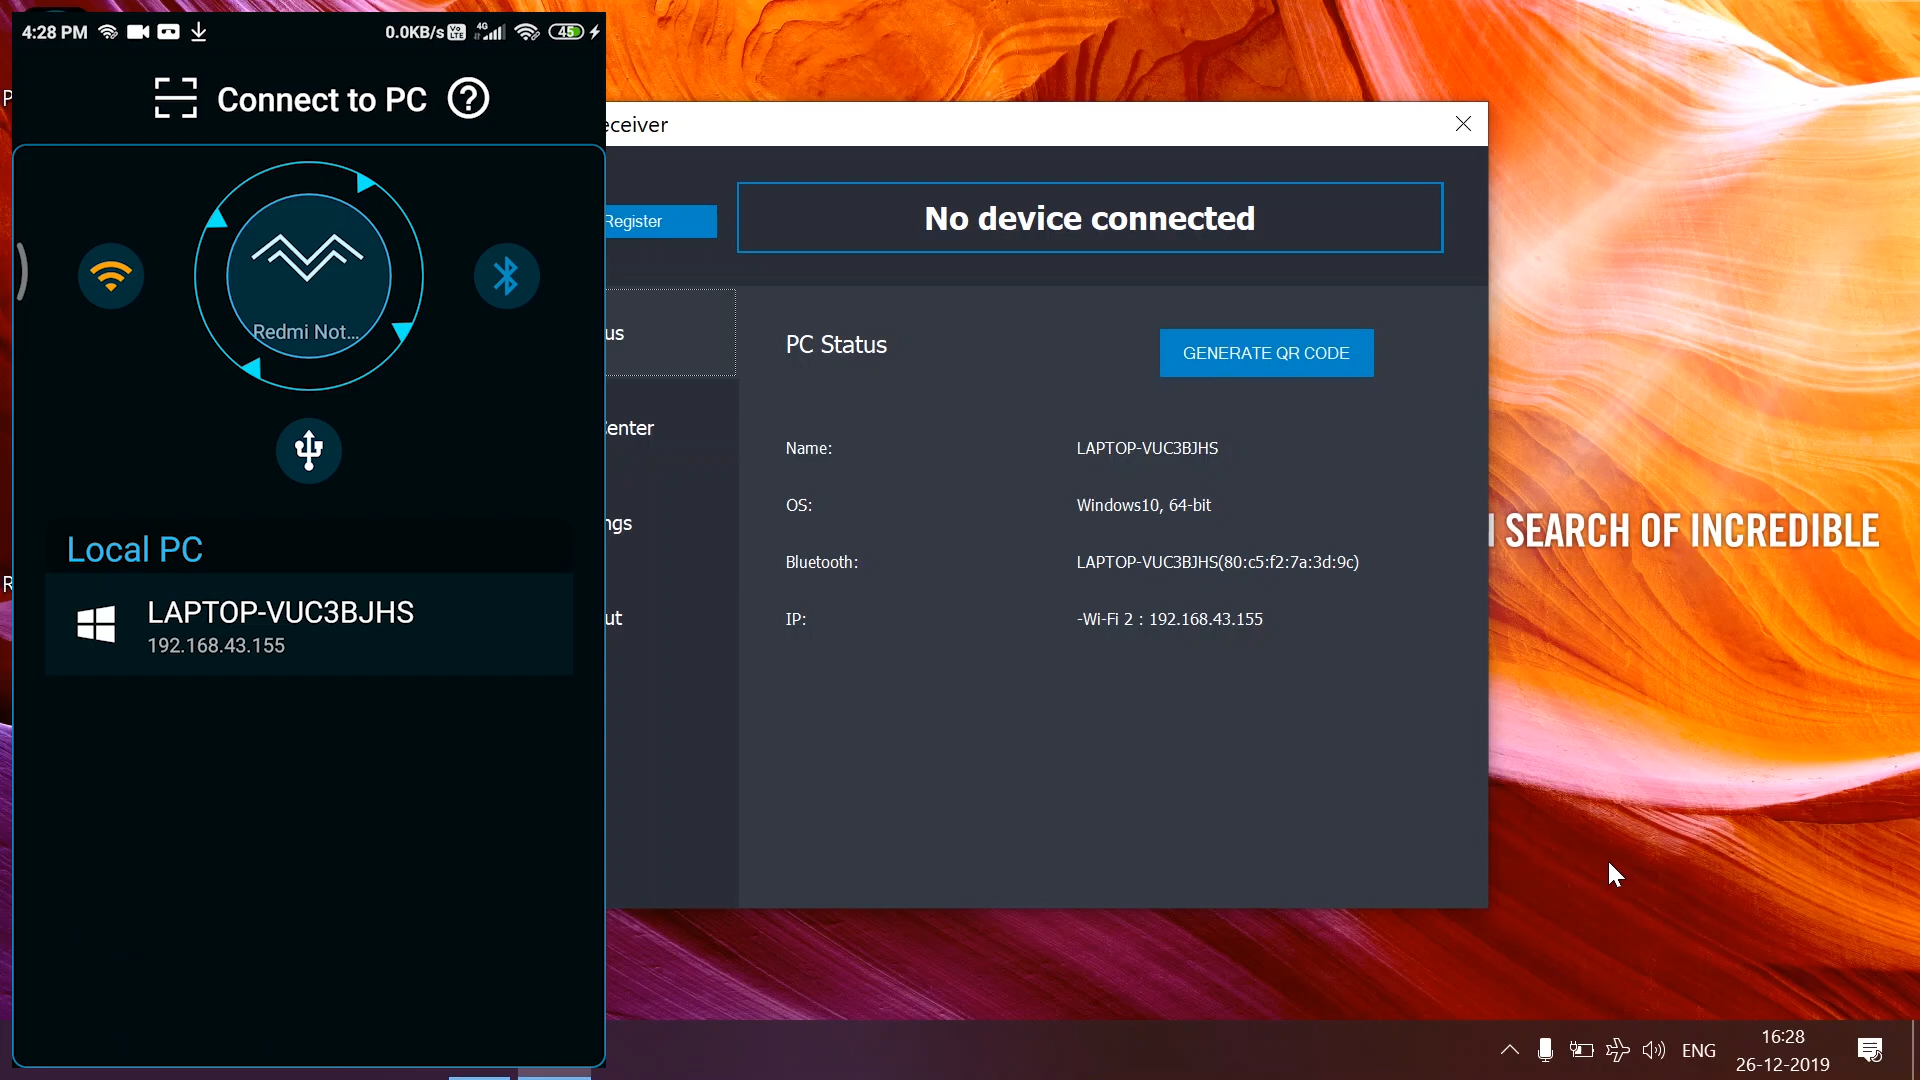 4:28 PM 0.0KB/s VO LTE 4G 45
Connect to PC ?
Redmi Not...
Local PC
LAPTOP-VUC3BJHS
192.168.43.155
eceiver
Register
No device connected
us
enter
ngs
ut
PC Status
GENERATE QR CODE
Name: LAPTOP-VUC3BJHS
OS: Windows10, 64-bit
Bluetooth: LAPTOP-VUC3BJHS(80:c5:f2:7a:3d:9c)
IP: -Wi-Fi 2 : 192.168.43.155
SEARCH OF INCREDIBLE
P
R
ENG
16:28
26-12-2019